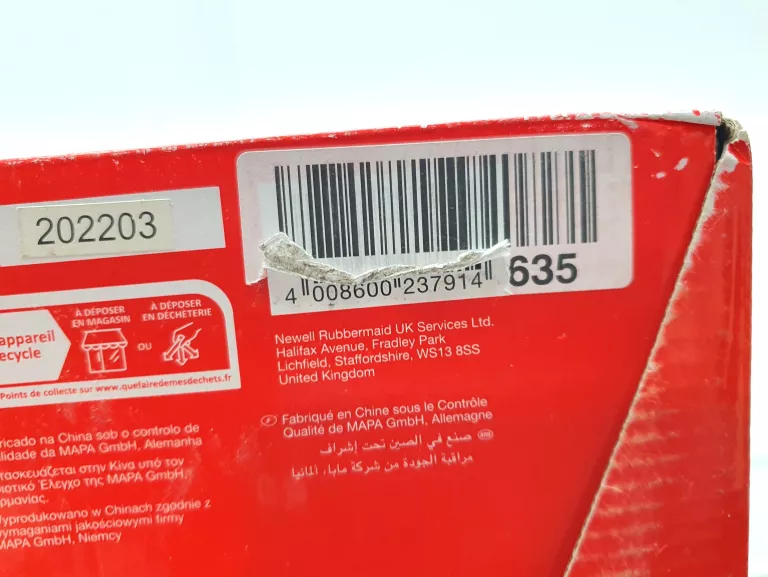 202203
635
4 008600 237914
À DÉPOSER EN MAGASIN
OU
À DÉPOSER EN DÉCHÈTERIE
appareil
recycle
Points de collecte sur www.quefairedemesdechets.fr
Newell Rubbermaid UK Services Ltd.
Halifax Avenue, Fradley Park
Lichfield, Staffordshire, WS13 8SS
United Kingdom
Fabriqué en Chine sous le Contrôle
Qualité de MAPA GmbH, Allemagne
صنع في الصين تحت إشراف
مراقبة الجودة من شركة مابا، ألمانيا
ricado na China sob o controlo de
alidade da MAPA GmbH, Alemanha
τασκευάζεται στην Κίνα υπό τον
οιοτικό Έλεγχο της MAPA GmbH,
ρμανίας.
Wyprodukowano w Chinach zgodnie z
wymaganiami jakościowymi firmy
MAPA GmbH, Niemcy